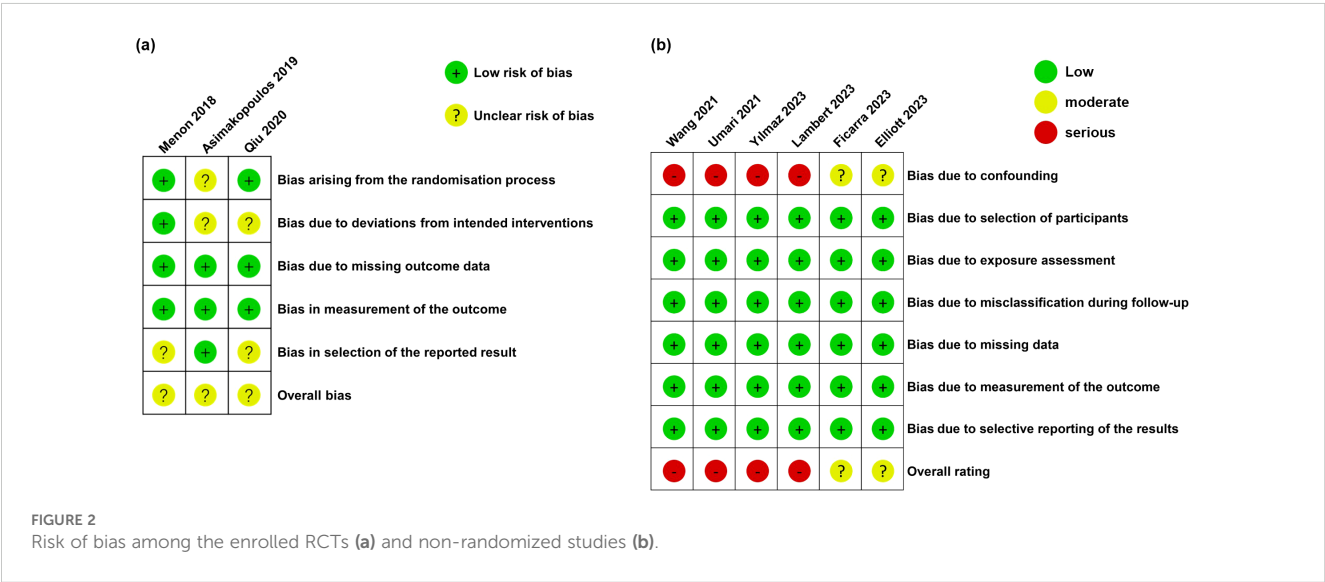 (a)
Menon 2018
Asimakopoulos 2019
Qiu 2020
+ Low risk of bias
? Unclear risk of bias
+ ? + Bias arising from the randomisation process
+ ? ? Bias due to deviations from intended interventions
+ + + Bias due to missing outcome data
+ + + Bias in measurement of the outcome
? + ? Bias in selection of the reported result
? ? ? Overall bias
(b)
Wang 2021
Umari 2021
Yılmaz 2023
Lambert 2023
Ficarra 2023
Elliott 2023
Low
moderate
serious
- - - - ? ? Bias due to confounding
+ + + + + + Bias due to selection of participants
+ + + + + + Bias due to exposure assessment
+ + + + + + Bias due to misclassification during follow-up
+ + + + + + Bias due to missing data
+ + + + + + Bias due to measurement of the outcome
+ + + + + + Bias due to selective reporting of the results
- - - - ? ? Overall rating
FIGURE 2
Risk of bias among the enrolled RCTs (a) and non-randomized studies (b).